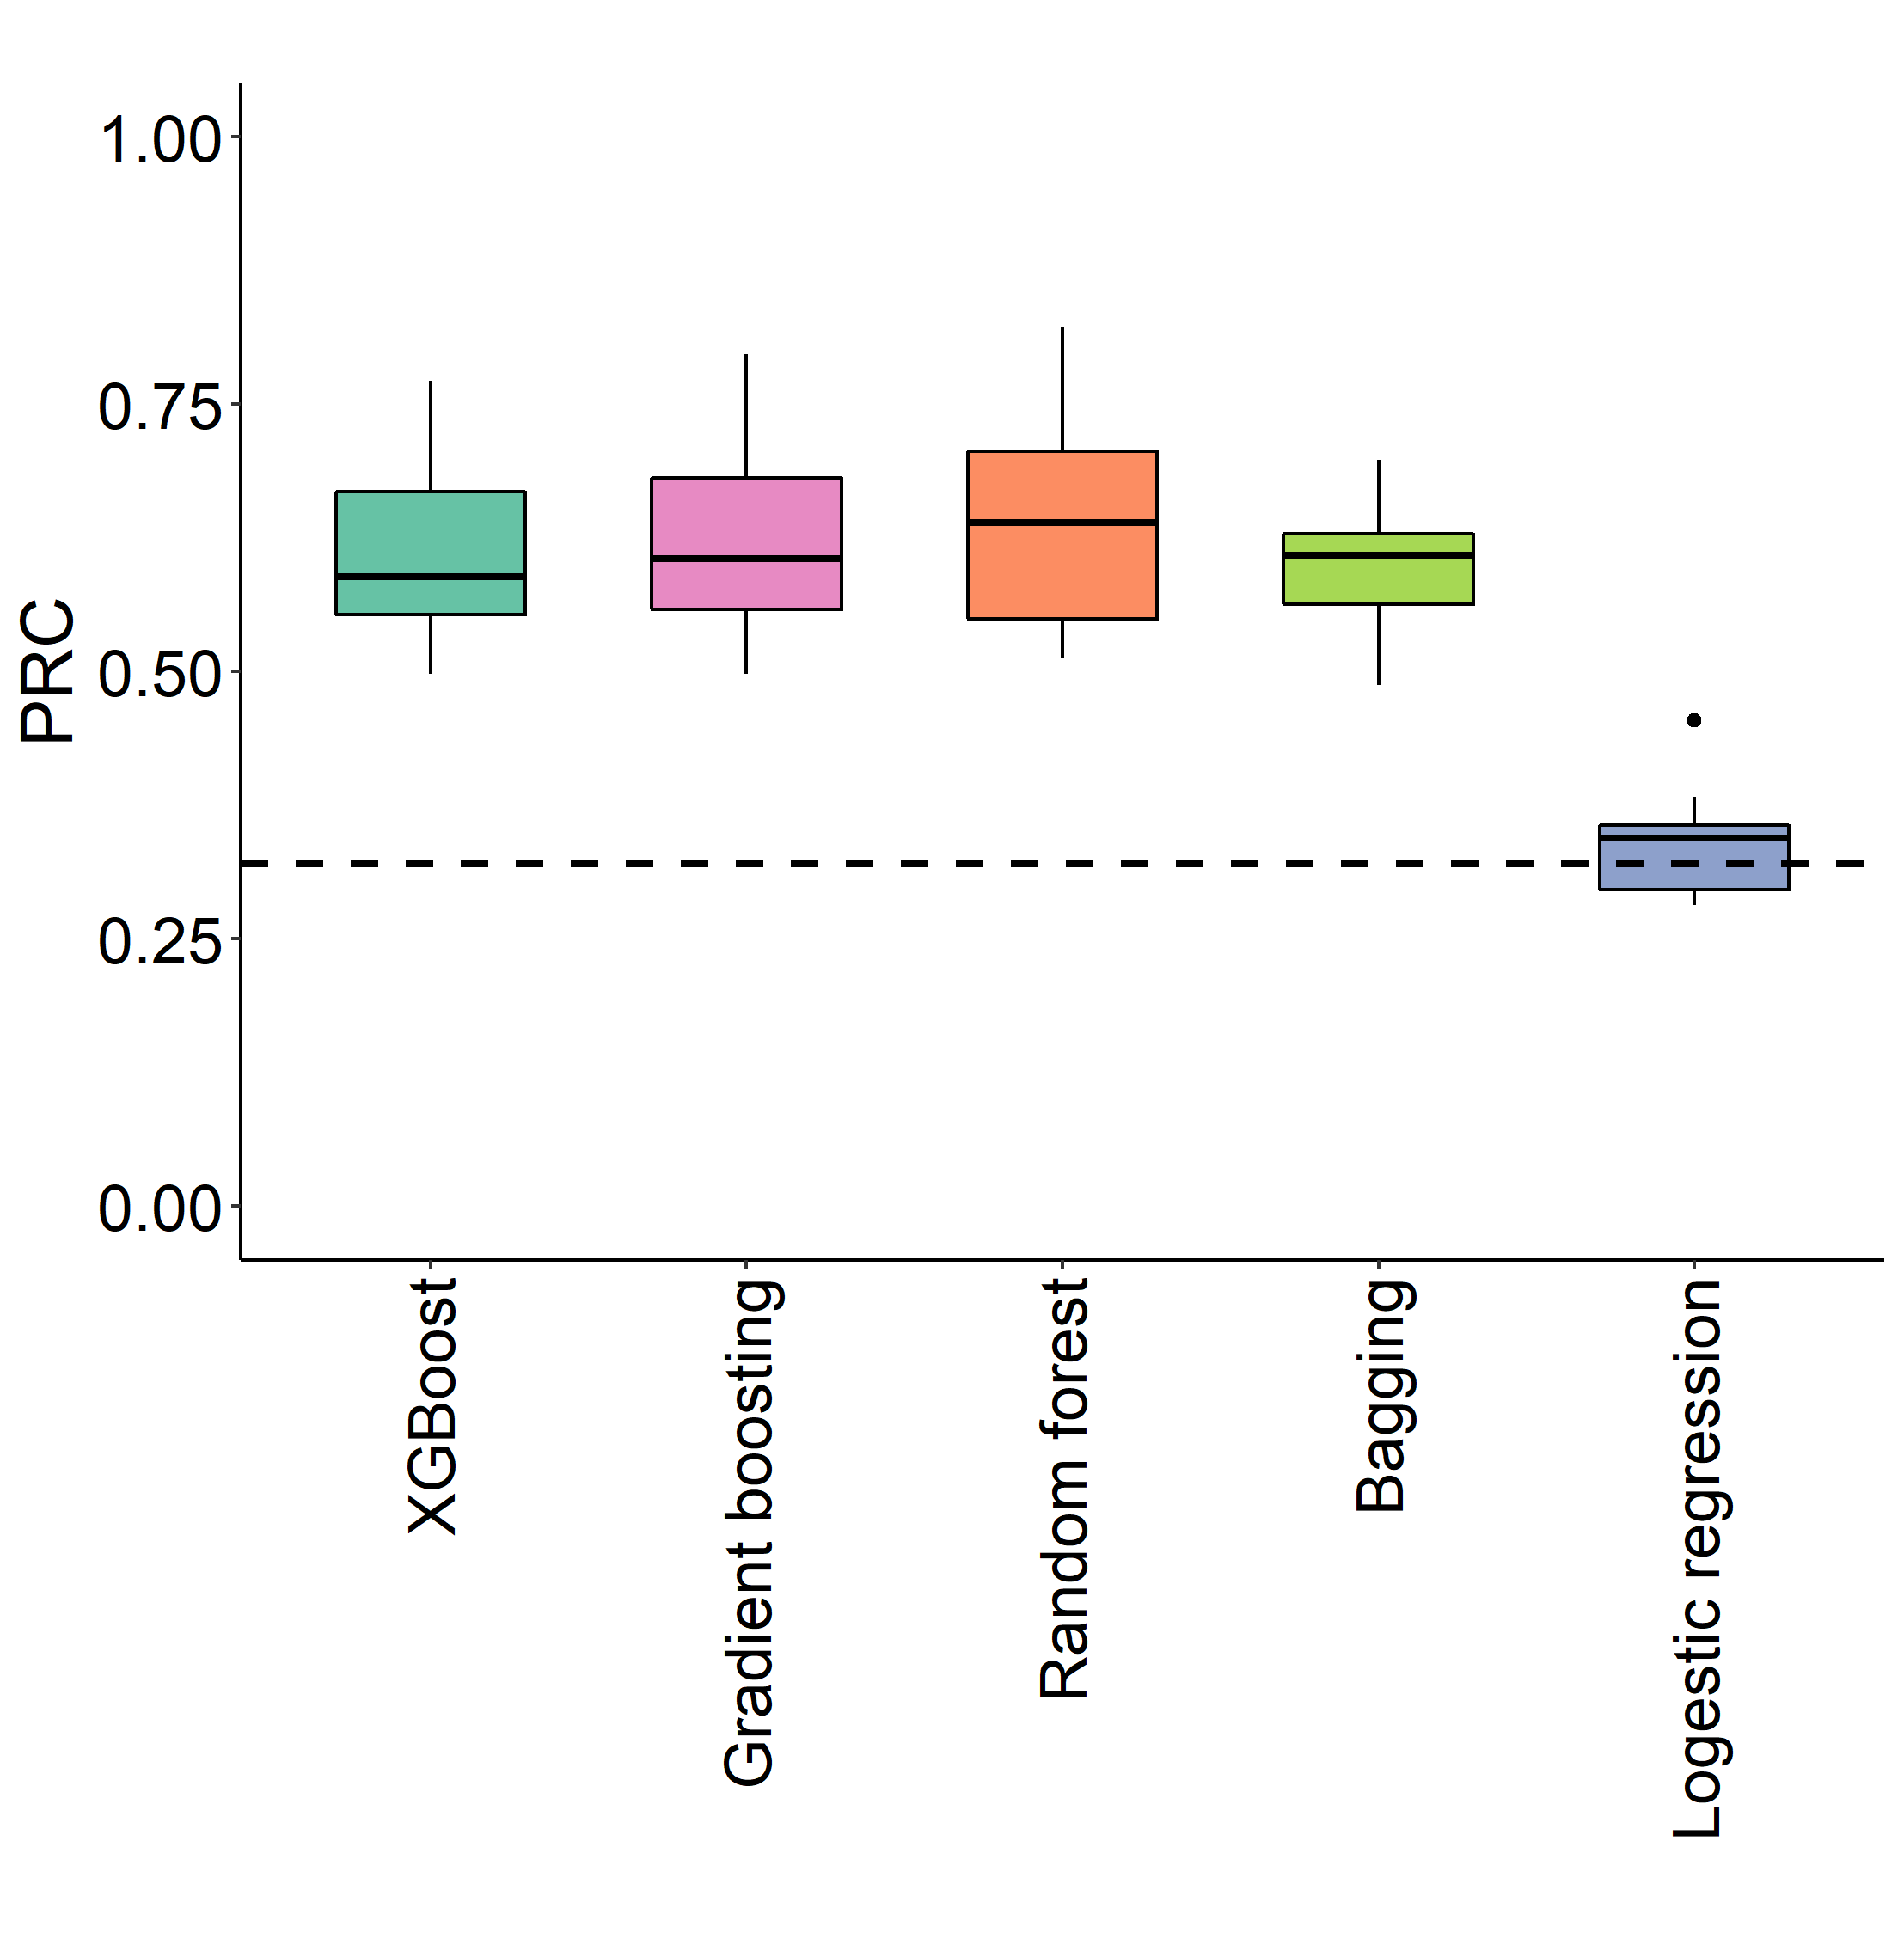 PRC
1.00
0.75
0.50
0.25
0.00
XGBoost
Gradient boosting
Random forest
Bagging
Logestic regression